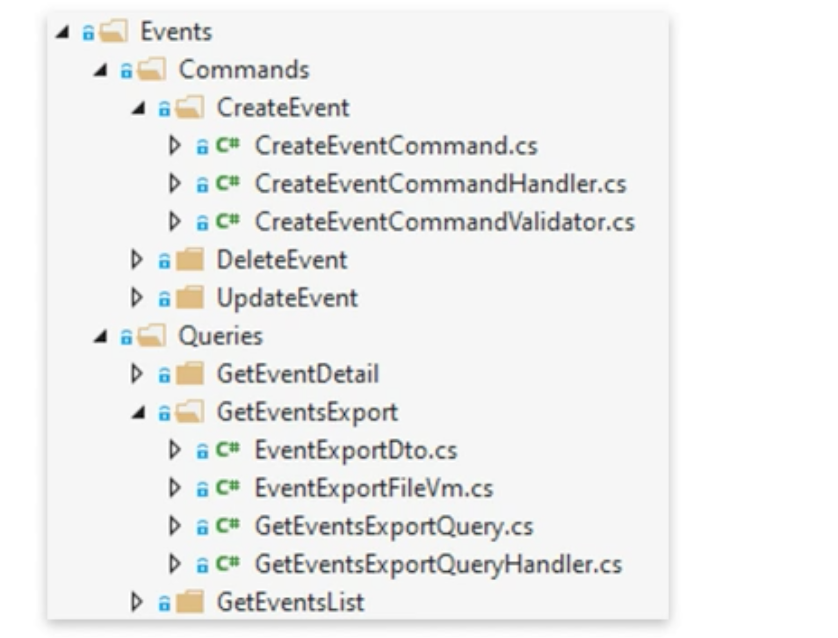 Events
Commands
CreateEvent
C# CreateEventCommand.cs
C# CreateEventCommandHandler.cs
C# CreateEventCommandValidator.cs
DeleteEvent
UpdateEvent
Queries
GetEventDetail
GetEventsExport
C# EventExportDto.cs
C# EventExportFileVm.cs
C# GetEventsExportQuery.cs
C# GetEventsExportQueryHandler.cs
GetEventsList